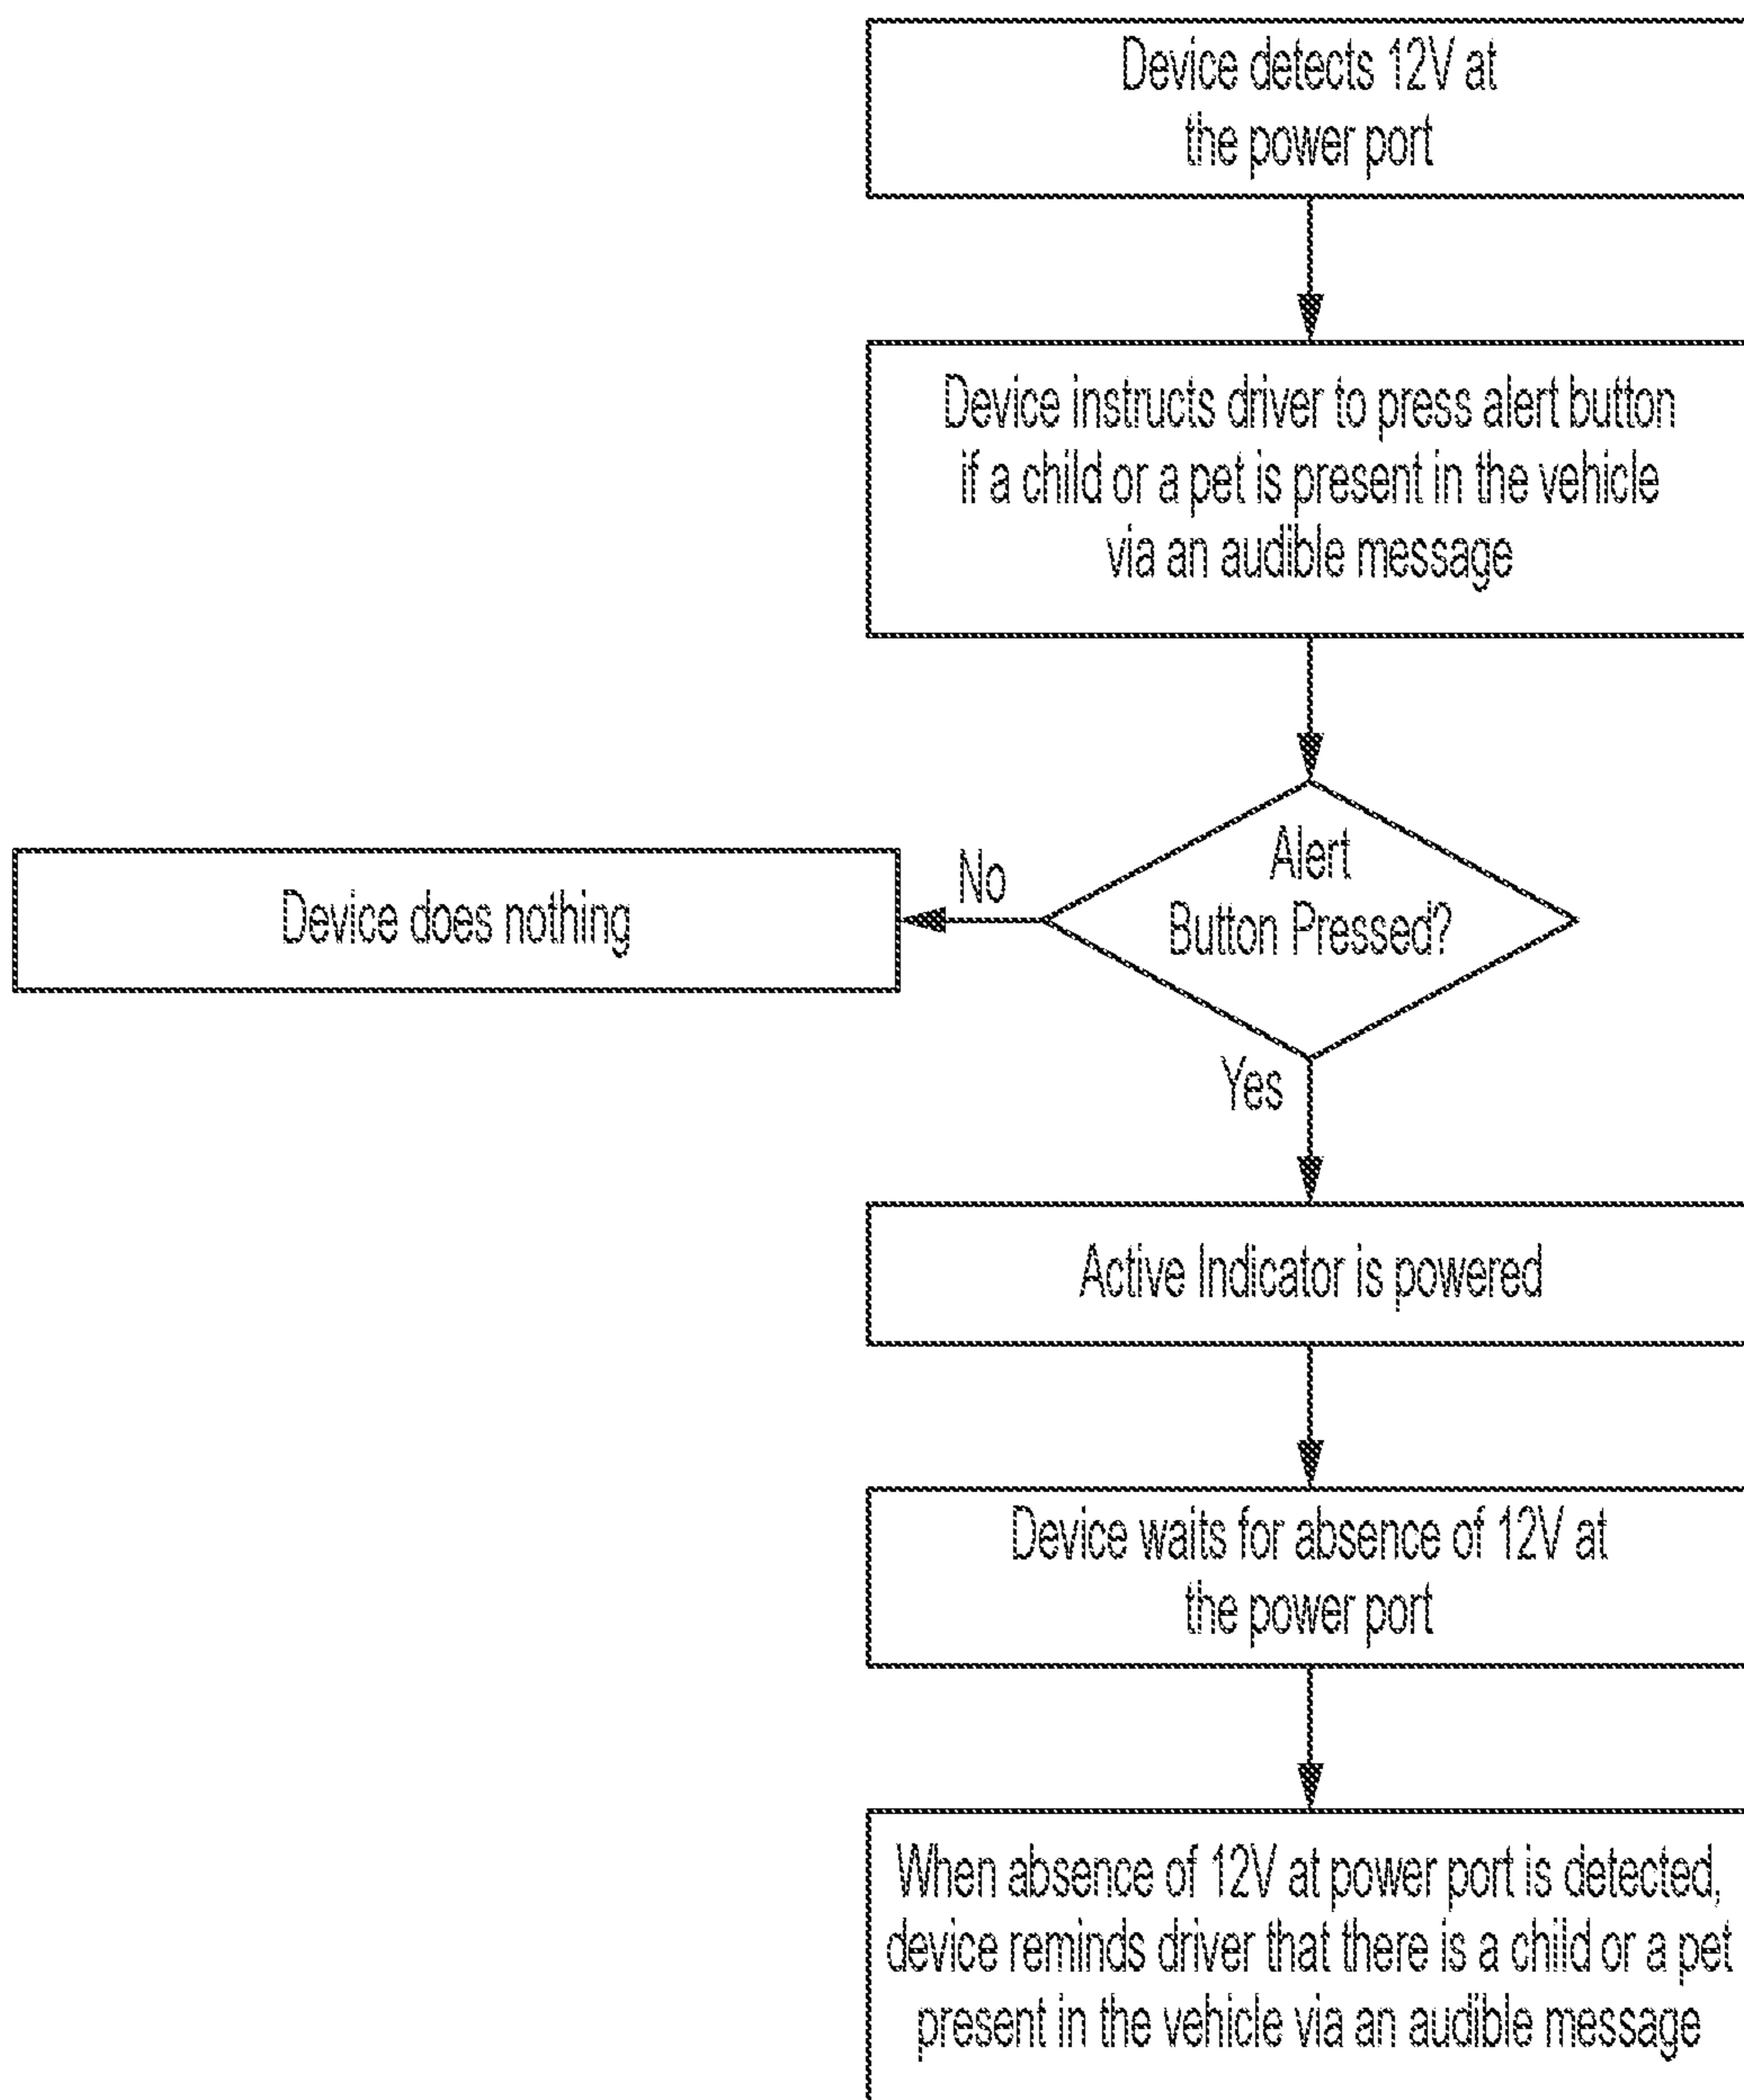 Device detects 12V at
the power port
Device instructs driver to press alert button
if a child or a pet is present in the vehicle
via an audible message
Alert
Button Pressed?
No
Device does nothing
Yes
Active Indicator is powered
Device waits for absence of 12V at
the power port
When absence of 12V at power port is detected,
device reminds driver that there is a child or a pet
present in the vehicle via an audible message